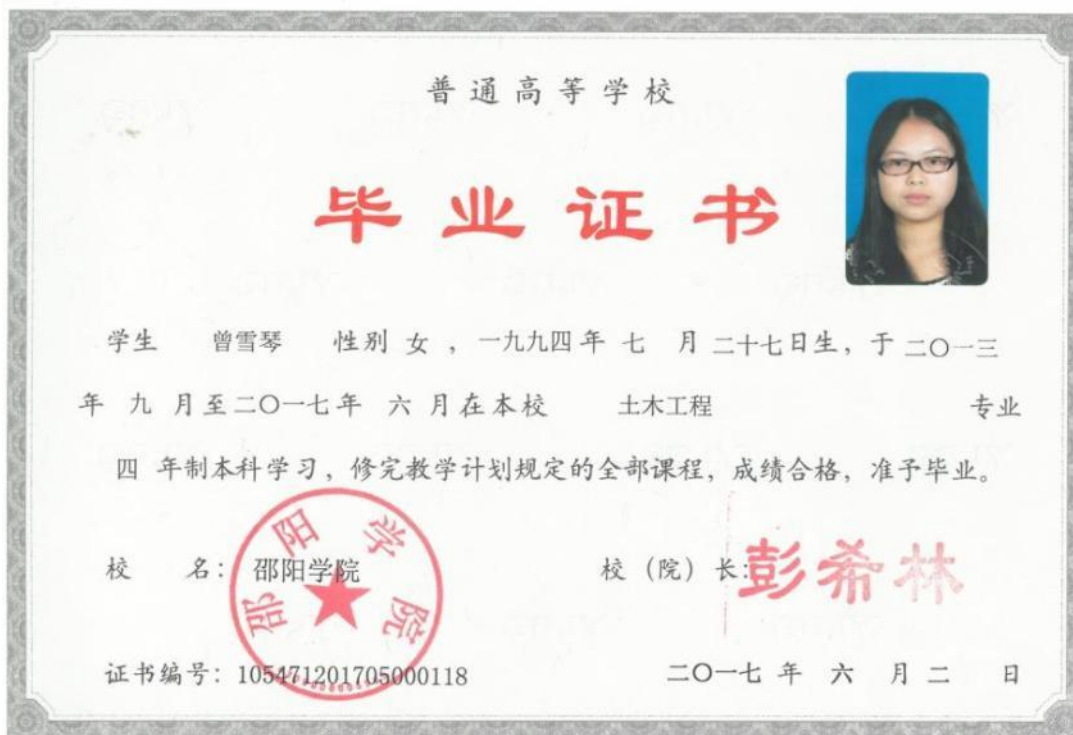 普通高等学校
毕业证书
学生 曾雪琴 性别 女 ，一九九四年 七 月 二十七日生，于 二〇一三
年 九 月至二〇一七年 六 月在本校 土木工程 专业
四 年制本科学习，修完教学计划规定的全部课程，成绩合格，准予毕业。
校 名：邵阳学院 校（院）长：彭希林
邵阳学院
证书编号：105471201705000118 二〇一七 年 六 月 二 日